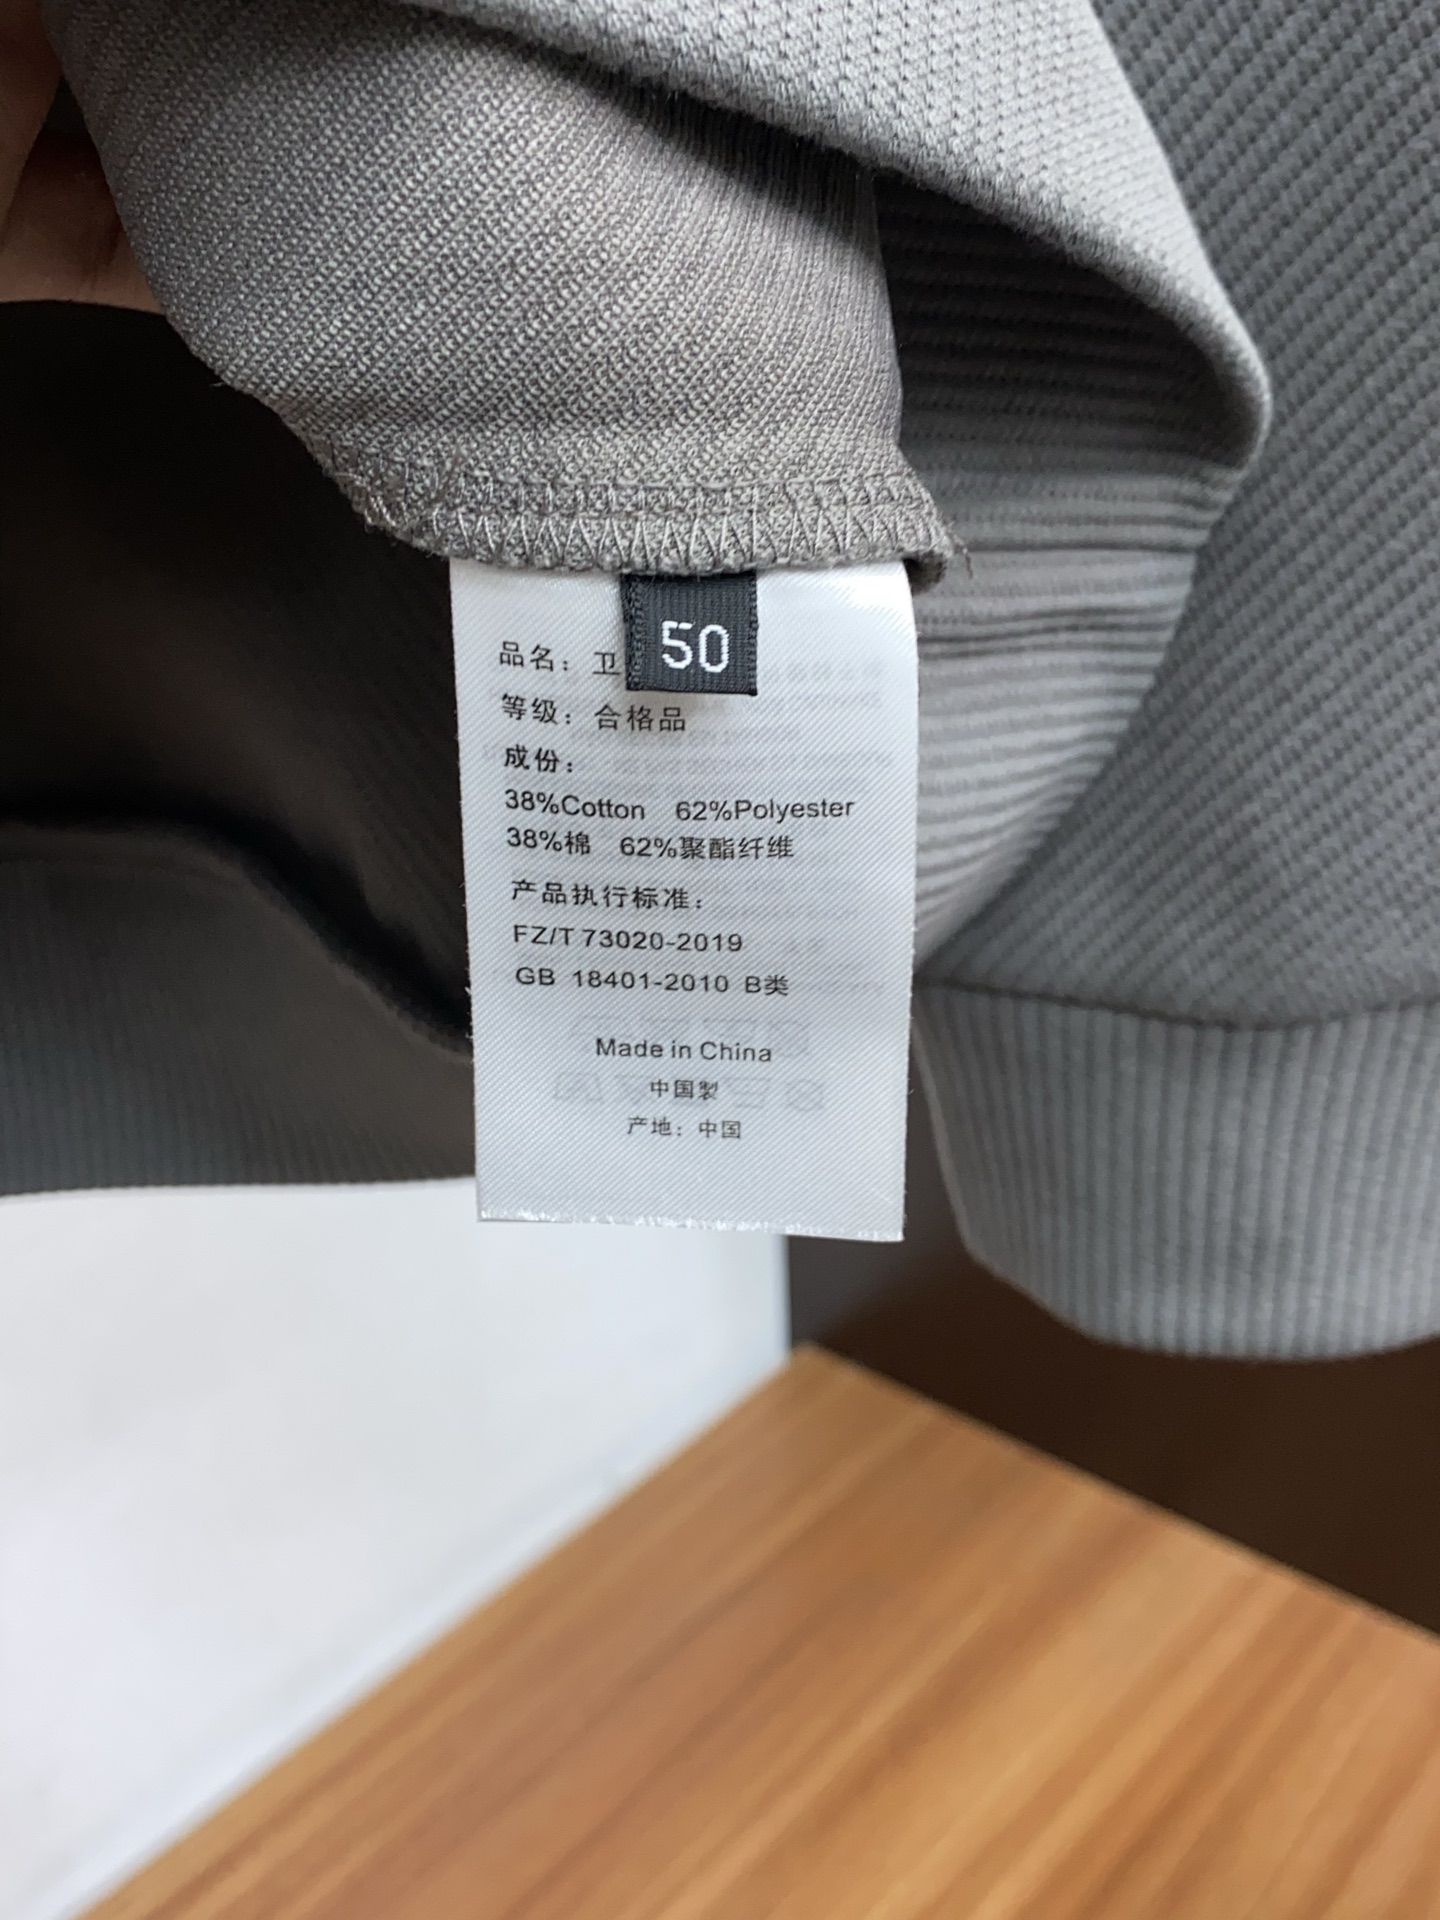 50
品名：卫
等级：合格品
成份：
38%Cotton 62%Polyester
38%棉 62%聚酯纤维
产品执行标准：
FZ/T 73020-2019
GB 18401-2010 B类
Made in China
中国製
产地：中国